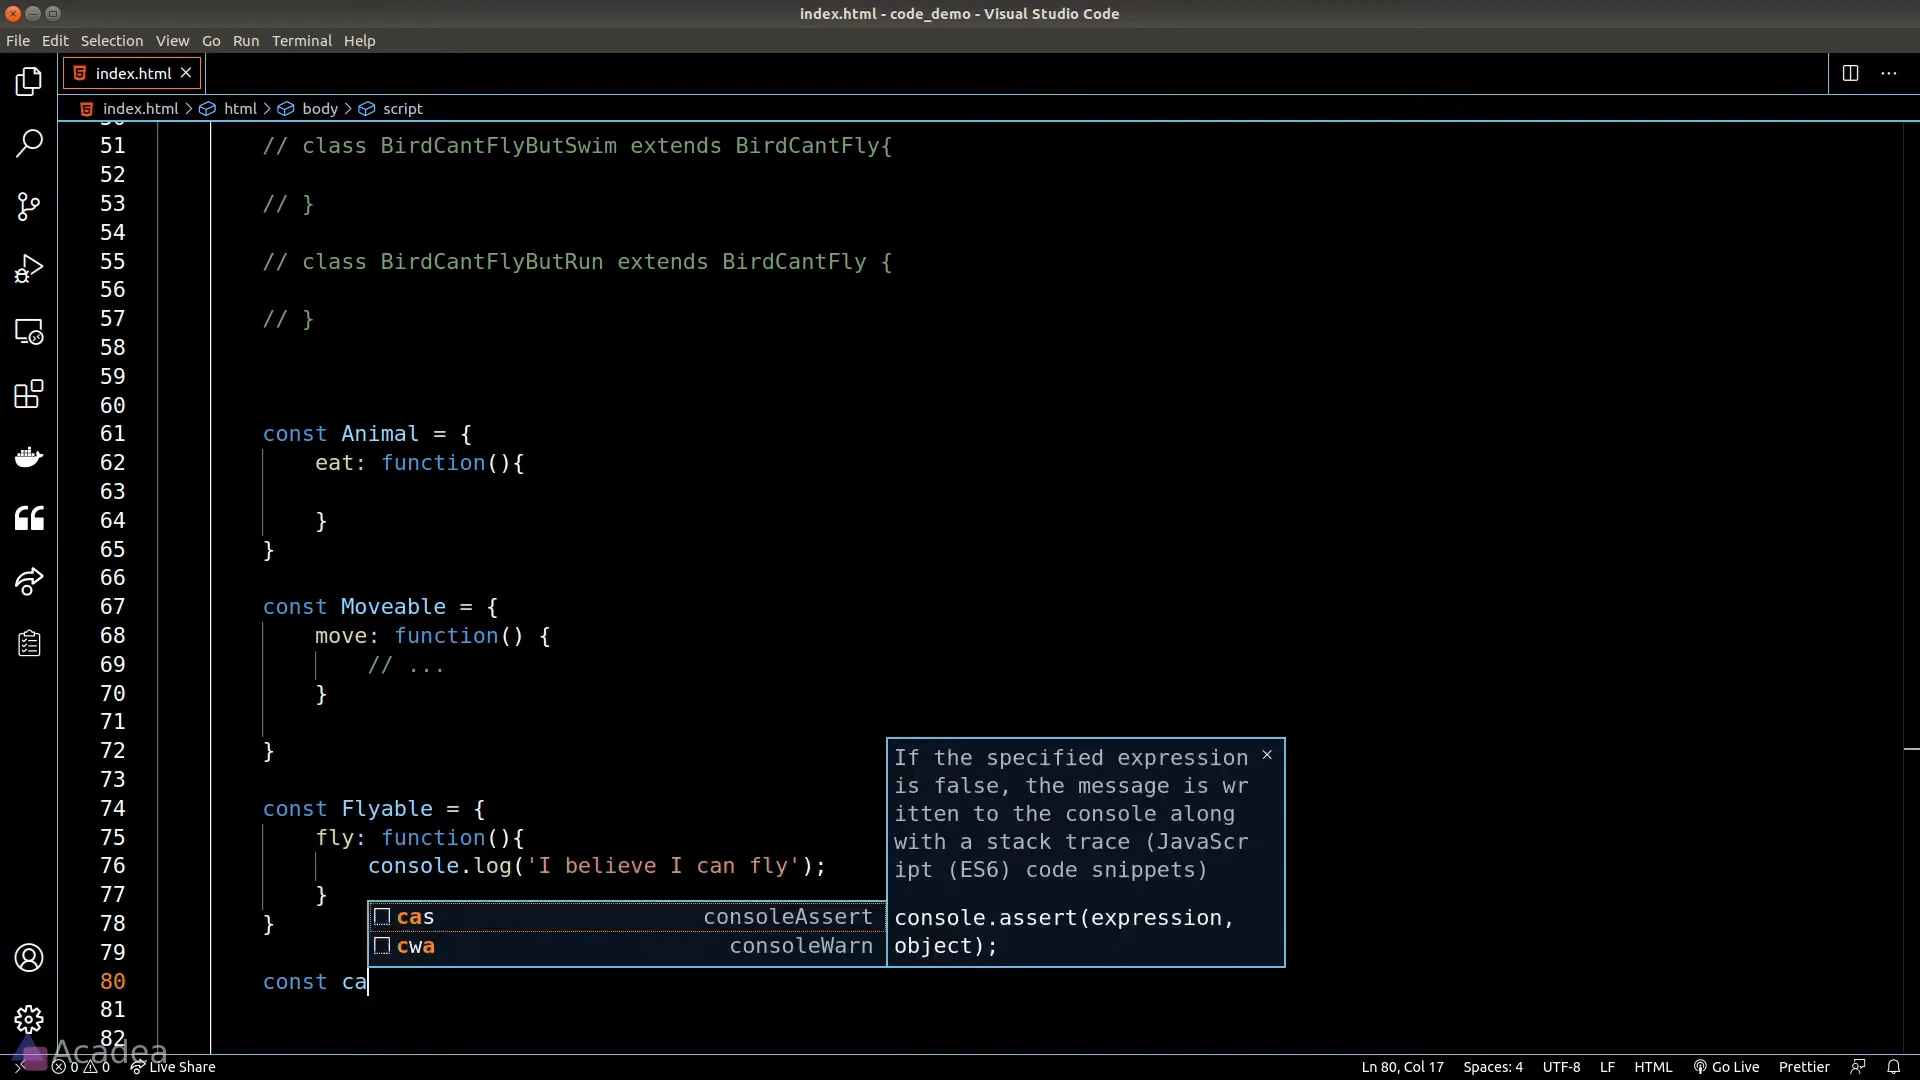 index.html - code_demo - Visual Studio Code
File Edit Selection View Go Run Terminal Help
index.html
index.html > html > body > script
51 // class BirdCantFlyButSwim extends BirdCantFly{
52
53 // }
54
55 // class BirdCantFlyButRun extends BirdCantFly {
56
57 // }
58
59
60
61 const Animal = {
62 eat: function(){
63
64 }
65 }
66
67 const Moveable = {
68 move: function() {
69 // ...
70 }
71
72 }
73
74 const Flyable = {
75 fly: function(){
76 console.log('I believe I can fly');
77 }
78 }
79
80 const ca
81
82
cas consoleAssert
cwa consoleWarn
If the specified expression
is false, the message is wr
itten to the console along
with a stack trace (JavaScr
ipt (ES6) code snippets)
console.assert(expression,
object);
Acadea
0 0 Live Share Ln 80, Col 17 Spaces: 4 UTF-8 LF HTML Go Live Prettier